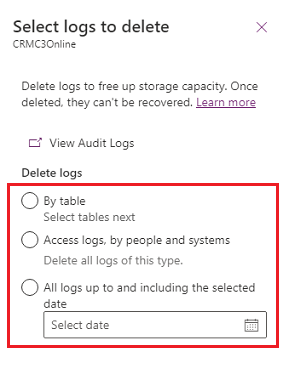 Select logs to delete
CRMC3Online
Delete logs to free up storage capacity. Once
deleted, they can't be recovered. Learn more
View Audit Logs
Delete logs
By table
Select tables next
Access logs, by people and systems
Delete all logs of this type.
All logs up to and including the selected
date
Select date